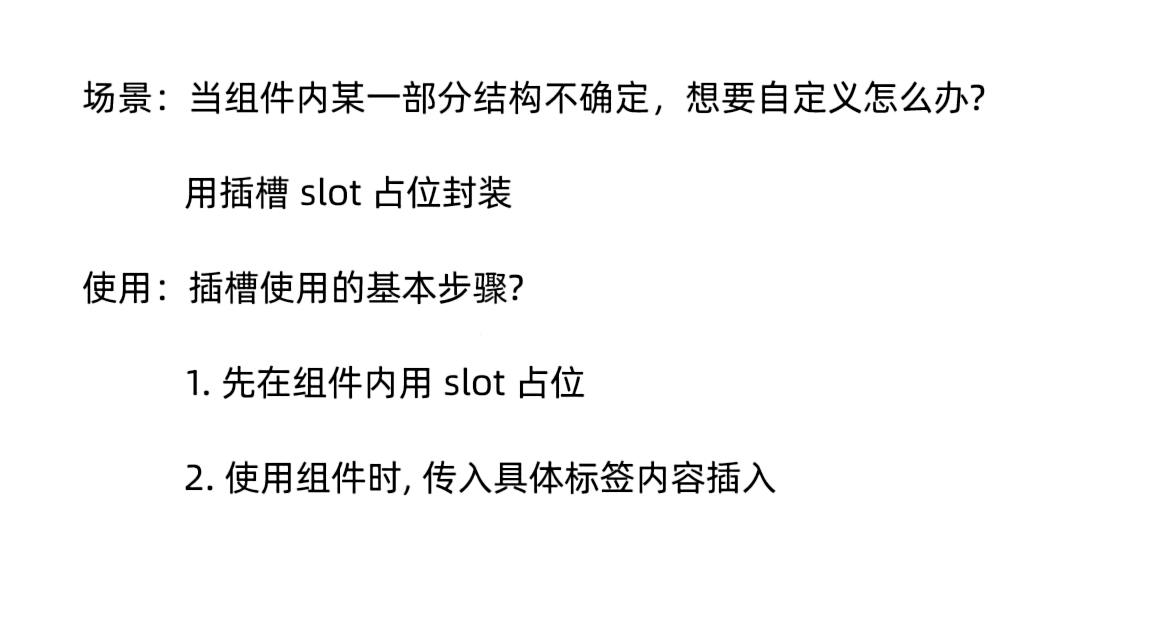 场景：当组件内某一部分结构不确定，想要自定义怎么办?
用插槽 slot 占位封装
使用：插槽使用的基本步骤?
1. 先在组件内用 slot 占位
2. 使用组件时, 传入具体标签内容插入